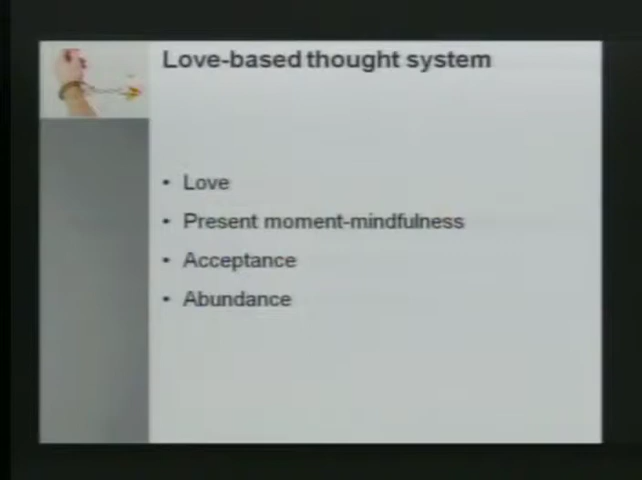 Love-based thought system
• Love
• Present moment-mindfulness
• Acceptance
• Abundance